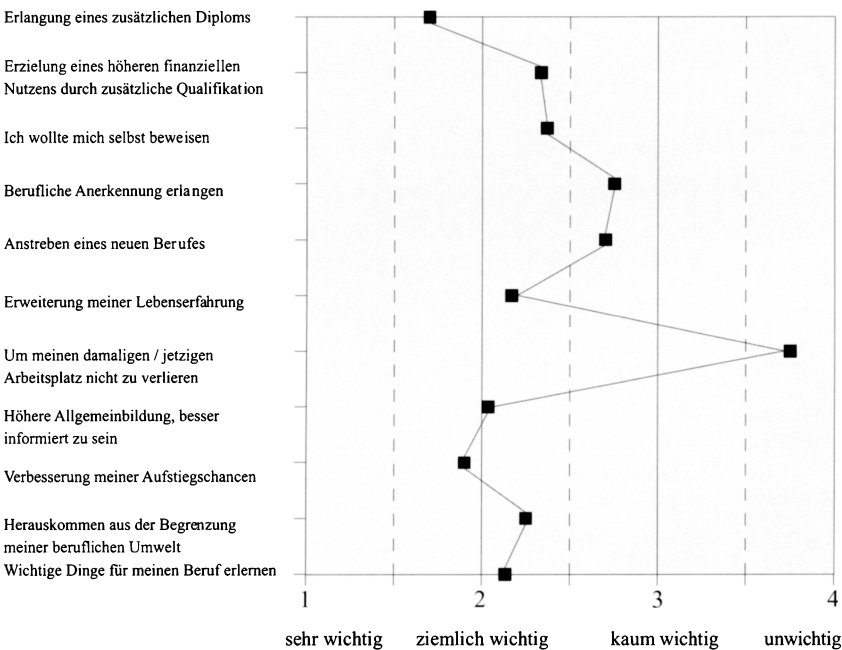 Erlangung eines zusätzlichen Diploms
Erzielung eines höheren finanziellen
Nutzens durch zusätzliche Qualifikation
Ich wollte mich selbst beweisen
Berufliche Anerkennung erlangen
Anstreben eines neuen Berufes
Erweiterung meiner Lebenserfahrung
Um meinen damaligen / jetzigen
Arbeitsplatz nicht zu verlieren
Höhere Allgemeinbildung, besser
informiert zu sein
Verbesserung meiner Aufstiegschancen
Herauskommen aus der Begrenzung
meiner beruflichen Umwelt
Wichtige Dinge für meinen Beruf erlernen
1 2 3 4
sehr wichtig ziemlich wichtig kaum wichtig unwichtig